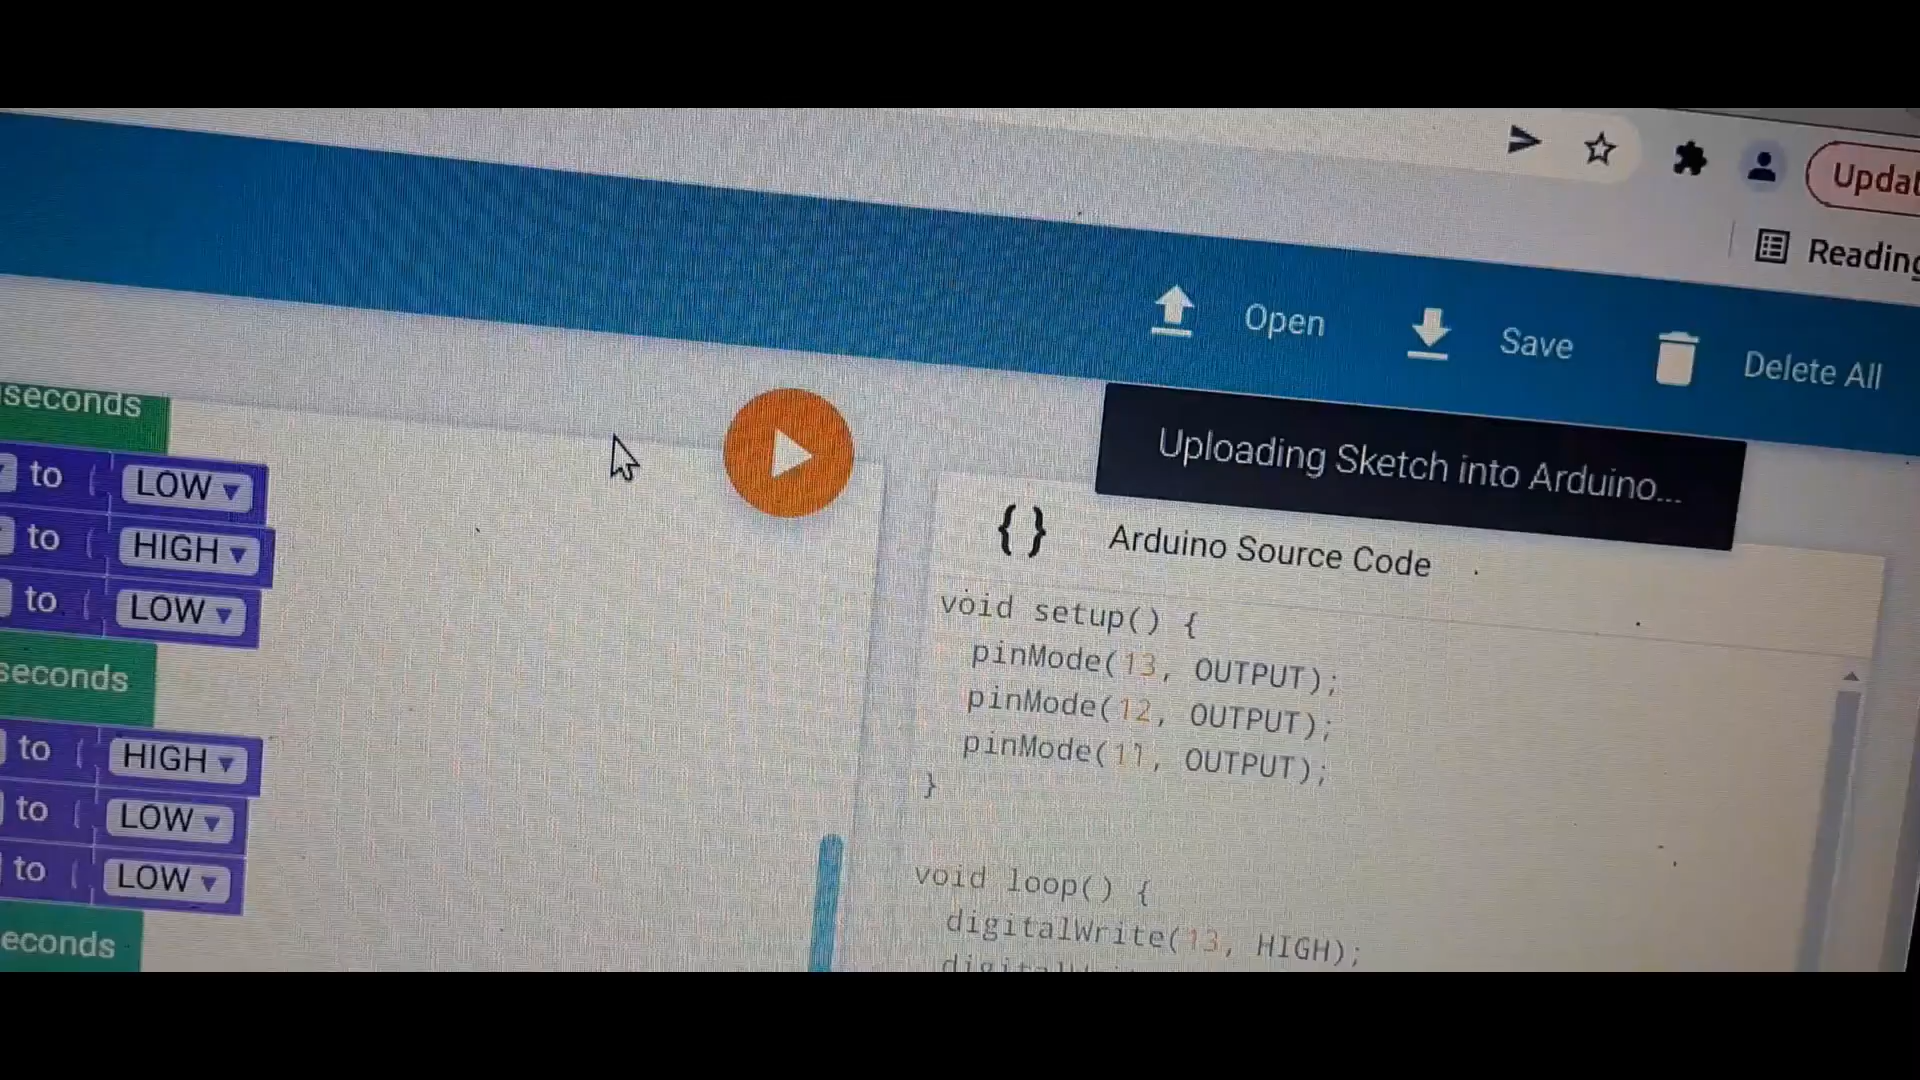 Reading
Open
Save
Delete All
Uploading Sketch into Arduino...
{} Arduino Source Code
seconds
to LOW
to HIGH
to LOW
seconds
to HIGH
to LOW
to LOW
void setup() {
pinMode(13, OUTPUT);
pinMode(12, OUTPUT);
pinMode(11, OUTPUT);
}
void loop() {
digitalWrite(13, HIGH);